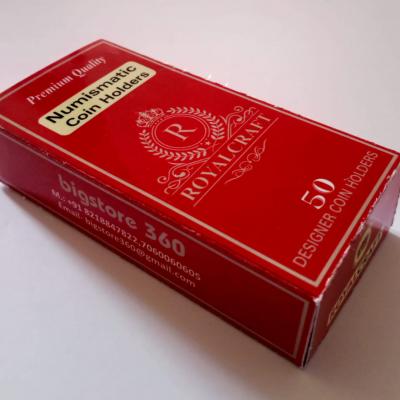 Premium Quality
Numismatic
Coin Holders
R
ROYALCRAFT
50
DESIGNER COIN HOLDERS
bigstore 360
M.: +91 8218847822,7060060605
Email- bigstore360@gmail.com